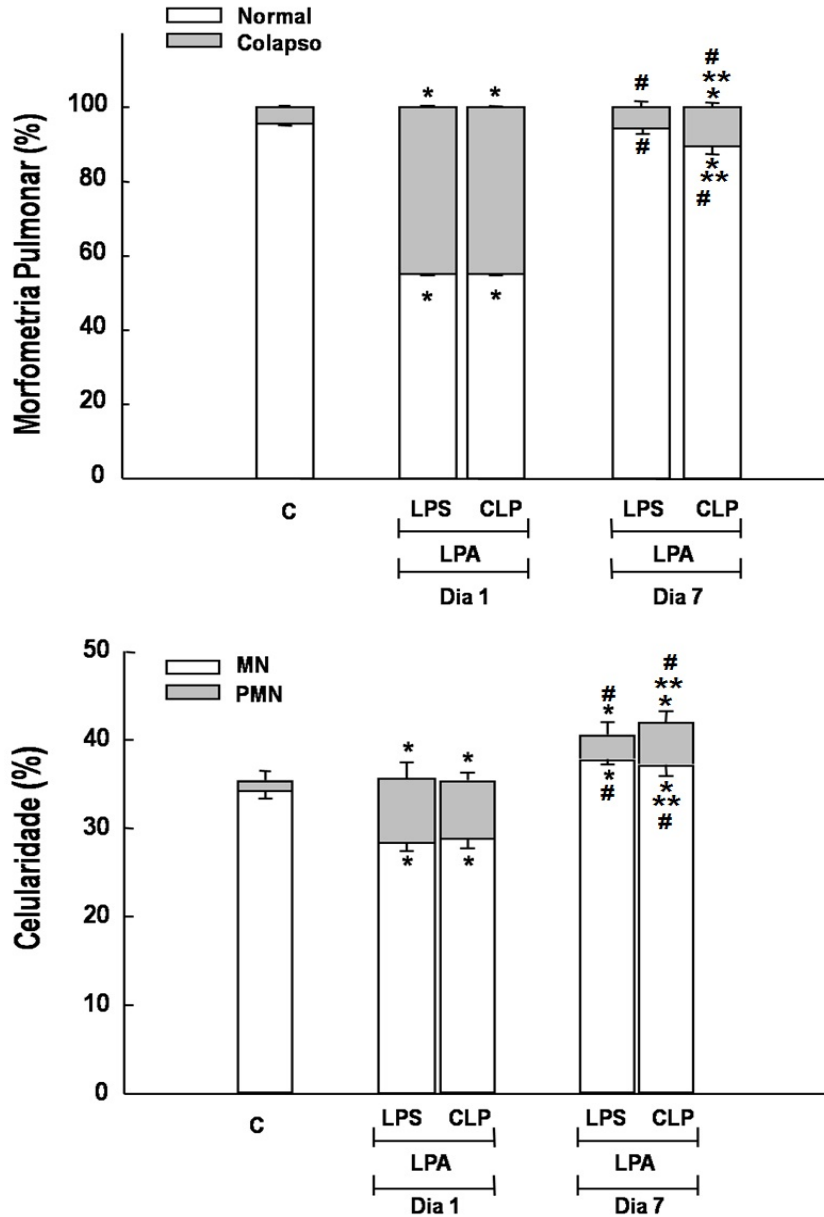 Normal
Colapso
Morfometria Pulmonar (%)
100
80
60
40
20
0
* * # # ** *
* * # * ** #
C LPS CLP LPS CLP
LPA LPA
Dia 1 Dia 7
MN
PMN
Celularidade (%)
50
40
30
20
10
0
* * # * # ** *
* * * # * ** #
C LPS CLP LPS CLP
LPA LPA
Dia 1 Dia 7